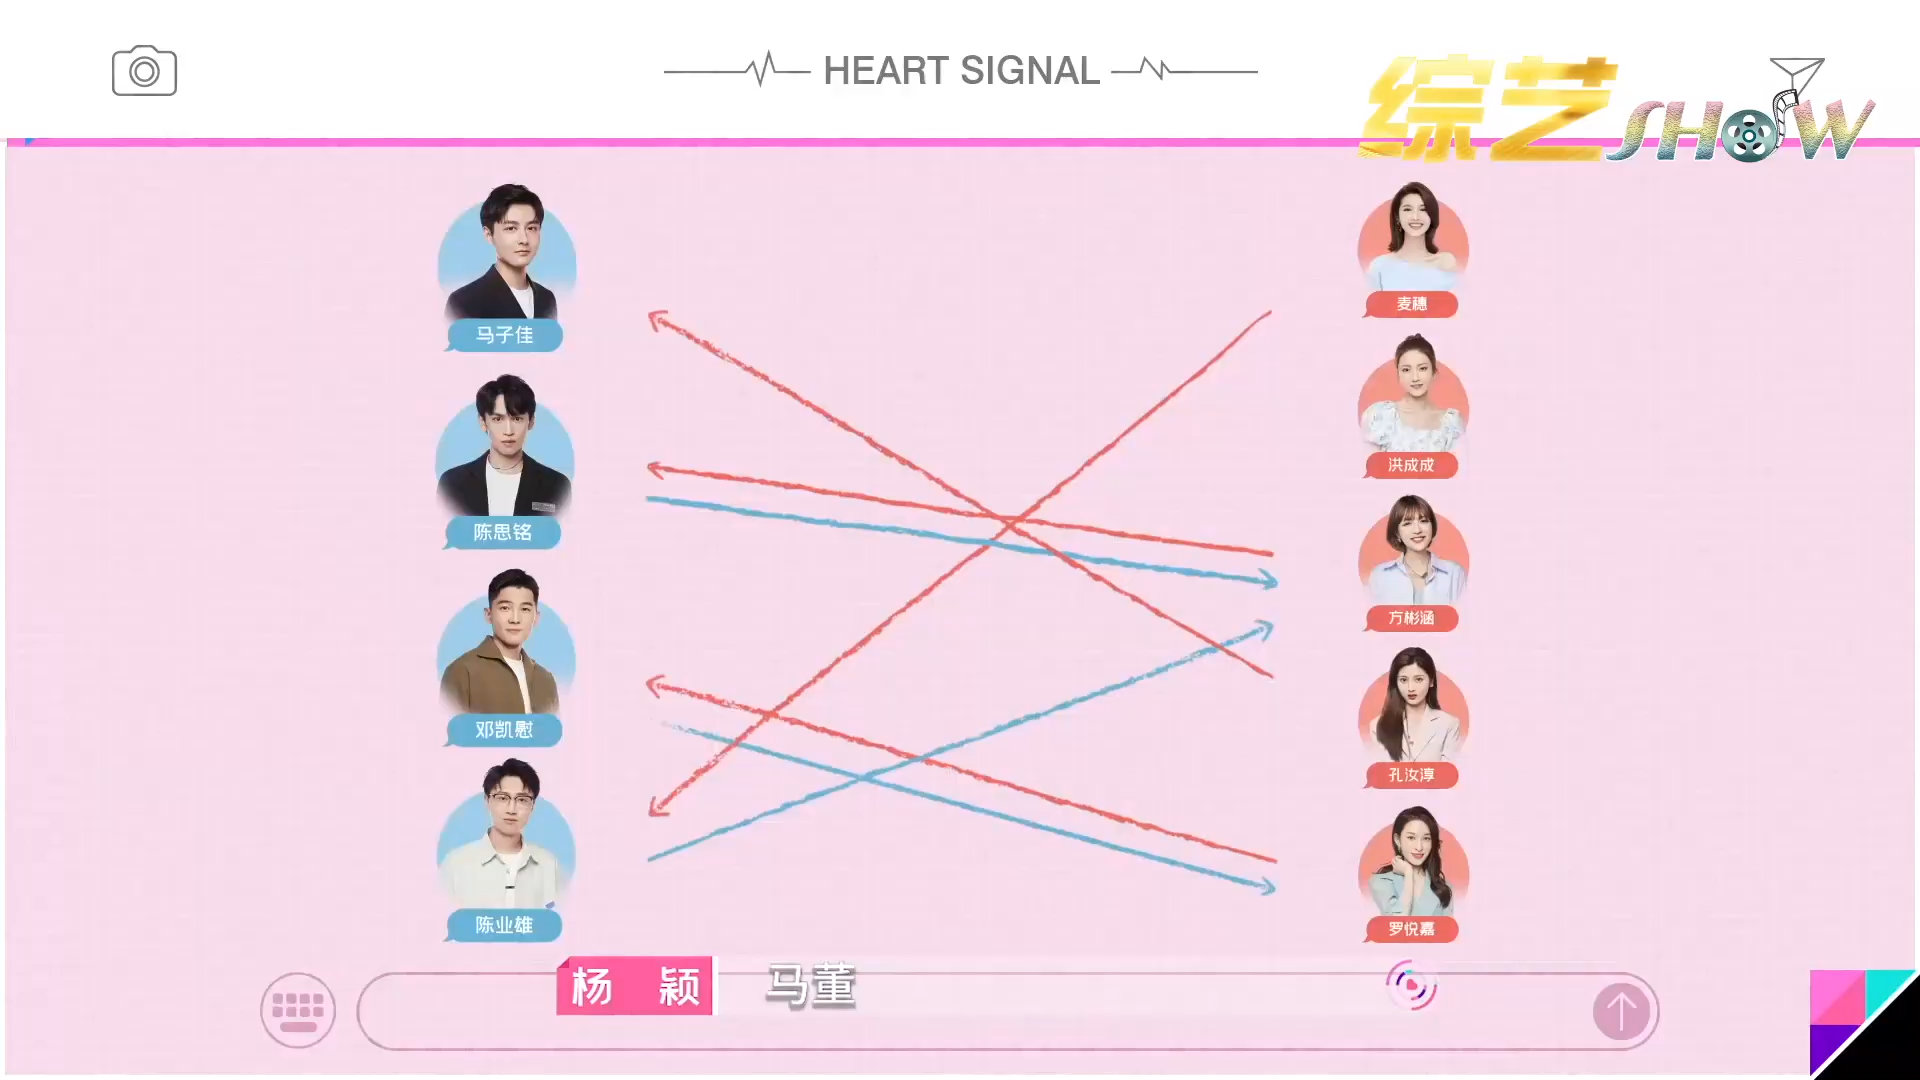 HEART SIGNAL
综艺SHOW
马子佳
陈思铭
邓凯慰
陈业雄
麦穗
洪成成
方彬涵
孔汝淳
罗悦嘉
杨 颖 马董